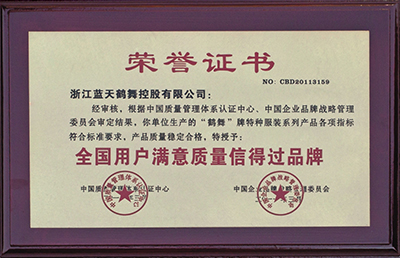 荣誉证书
NO: CBD20113159
浙江蓝天鹤舞控股有限公司：
经审核，根据中国质量管理体系认证中心、中国企业品牌战略管理
委员会审定结果，你单位生产的“鹤舞”牌特种服装系列产品各项指标
符合标准要求，产品质量稳定合格，特授予：
全国用户满意质量信得过品牌
中国质量管理体系认证中心 中国企业品牌战略管理委员会